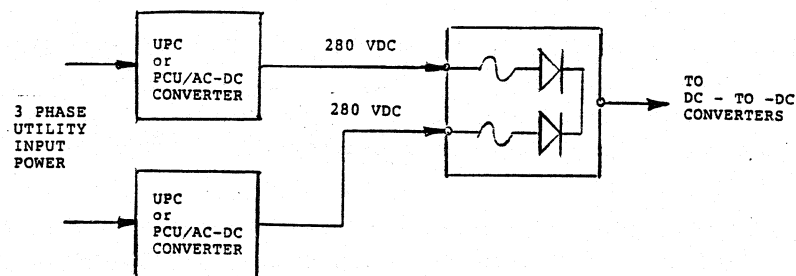 UPC
or
PCU/AC-DC
CONVERTER
280 VDC
280 VDC
TO
DC - TO -DC
CONVERTERS
3 PHASE
UTILITY
INPUT
POWER
UPC
or
PCU/AC-DC
CONVERTER